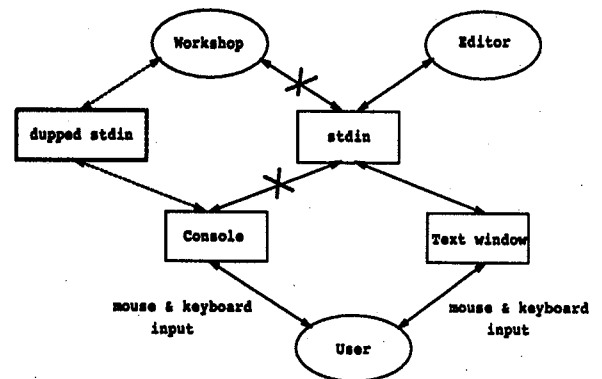 Workshop
Editor
dupped stdin
stdin
Console
Text window
mouse & keyboard
input
mouse & keyboard
input
User